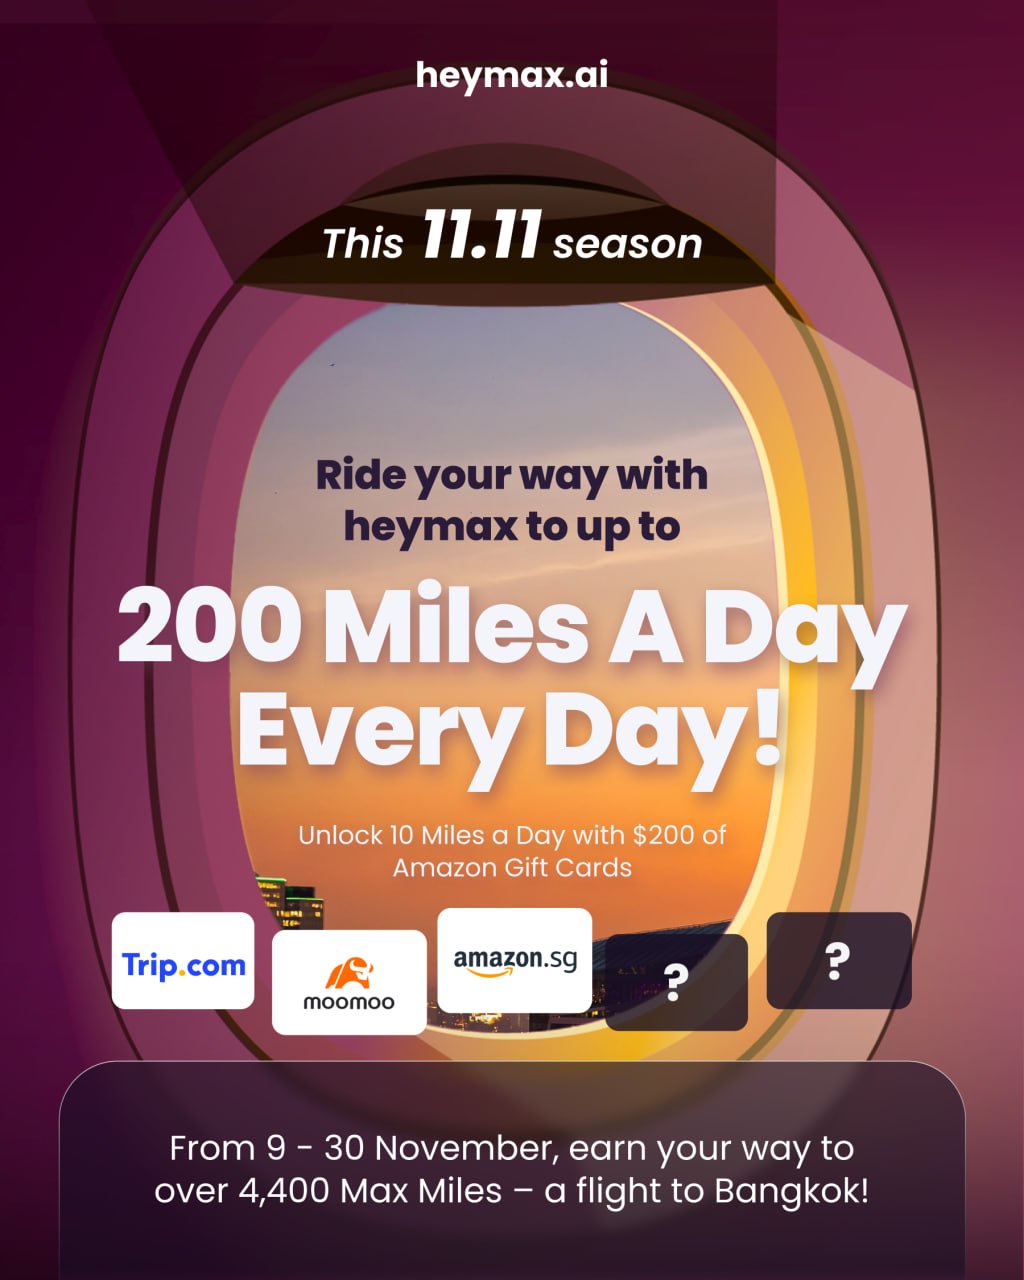 heymax.ai
This 11.11 season
Ride your way with
heymax to up to
200 Miles A Day
Every Day!
Unlock 10 Miles a Day with $200 of
Amazon Gift Cards
Trip.com
moomoo
amazon.sg
?
?
From 9 - 30 November, earn your way to
over 4,400 Max Miles – a flight to Bangkok!